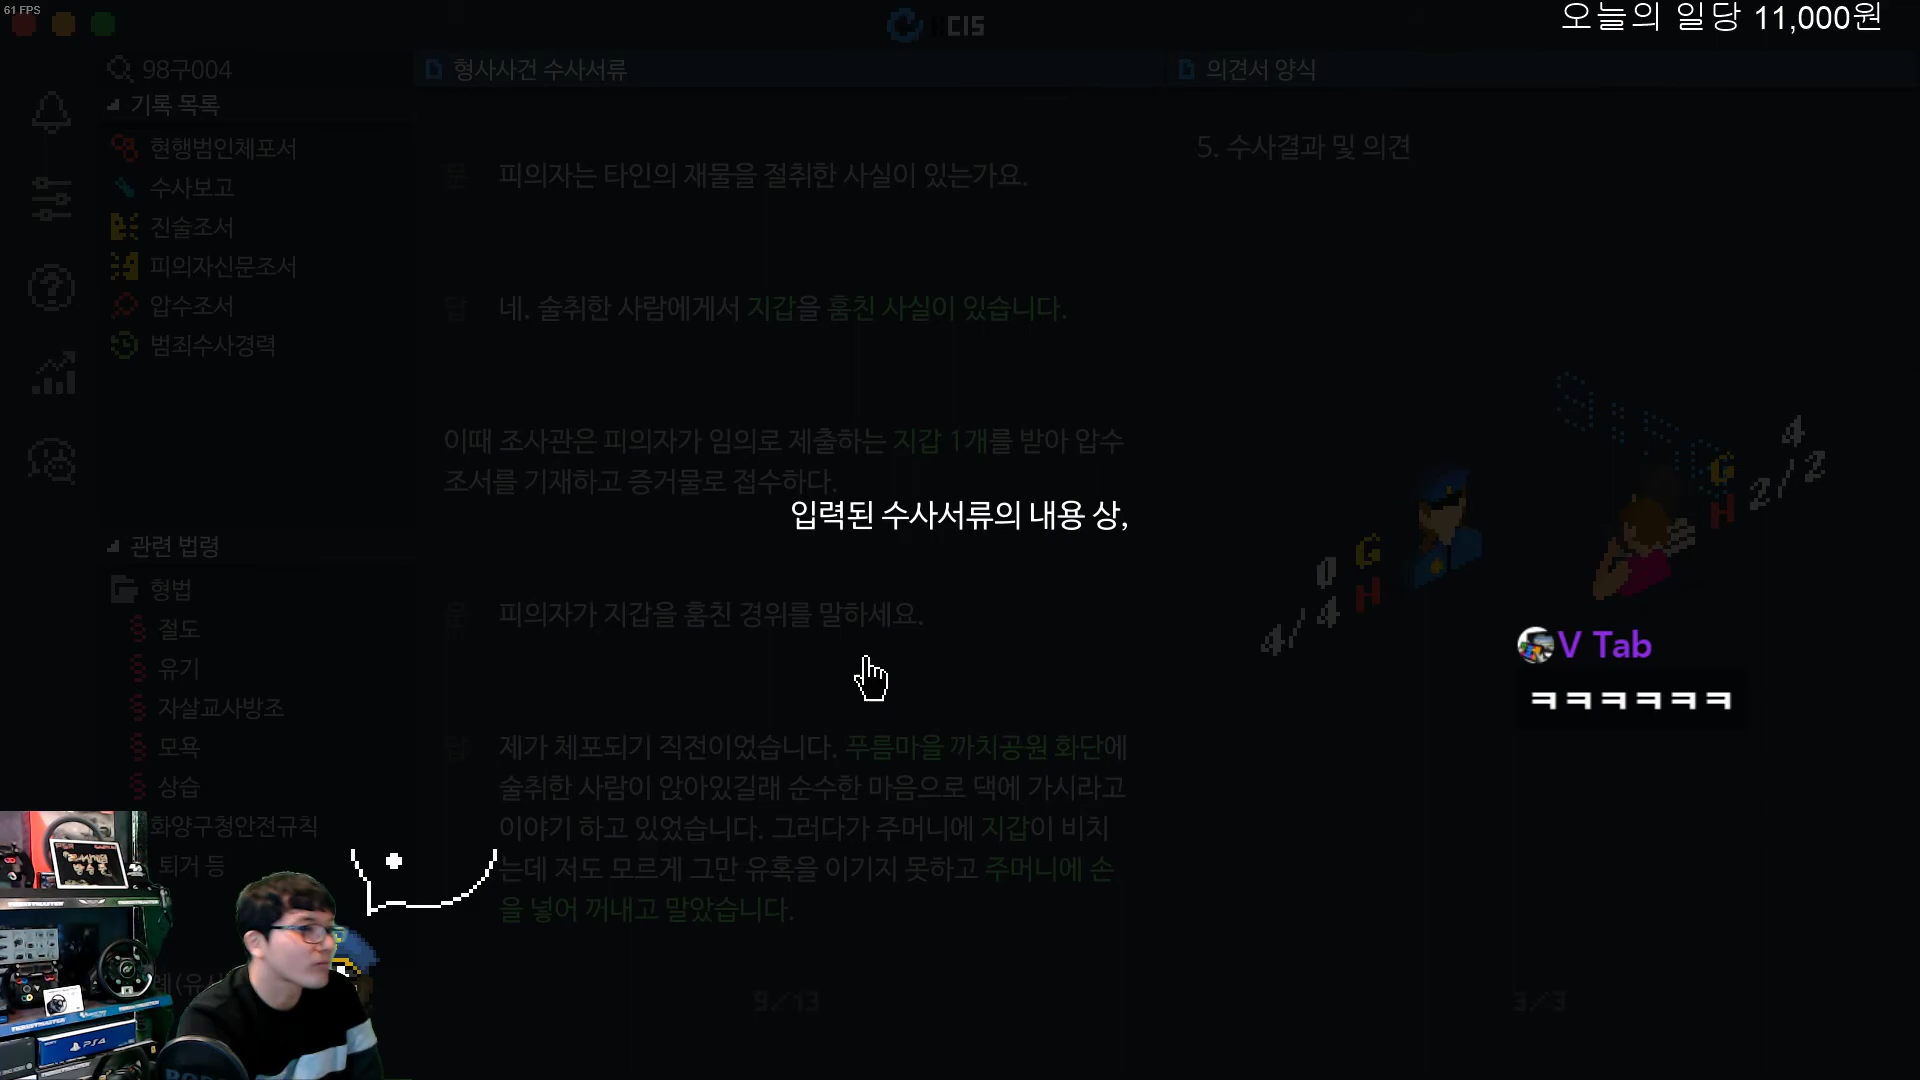 61 FPS
오늘의 일당 11,000원
CIS
98구004
형사사건 수사서류
의견서 양식
기록 목록
현행범인체포서
수사보고
진술조서
피의자신문조서
압수조서
범죄수사경력
문 피의자는 타인의 재물을 절취한 사실이 있는가요.
답 네. 술취한 사람에게서 지갑을 훔친 사실이 있습니다.
이때 조사관은 피의자가 임의로 제출하는 지갑 1개를 받아 압수
조서를 기재하고 증거물로 접수하다.
입력된 수사서류의 내용 상,
문 피의자가 지갑을 훔친 경위를 말하세요.
답 제가 체포되기 직전이었습니다. 푸름마을 까치공원 화단에
술취한 사람이 앉아있길래 순수한 마음으로 댁에 가시라고
이야기 하고 있었습니다. 그러다가 주머니에 지갑이 비치
는데 저도 모르게 그만 유혹을 이기지 못하고 주머니에 손
을 넣어 꺼내고 말았습니다.
9/13
5. 수사결과 및 의견
4
G
2/2
H
0
G
4/4
H
3/3
관련 법령
형법
절도
유기
자살교사방조
모욕
상습
화양구청안전규칙
퇴거 등
V Tab
ㅋㅋㅋㅋㅋㅋ
THRUSTMASTER
PS4